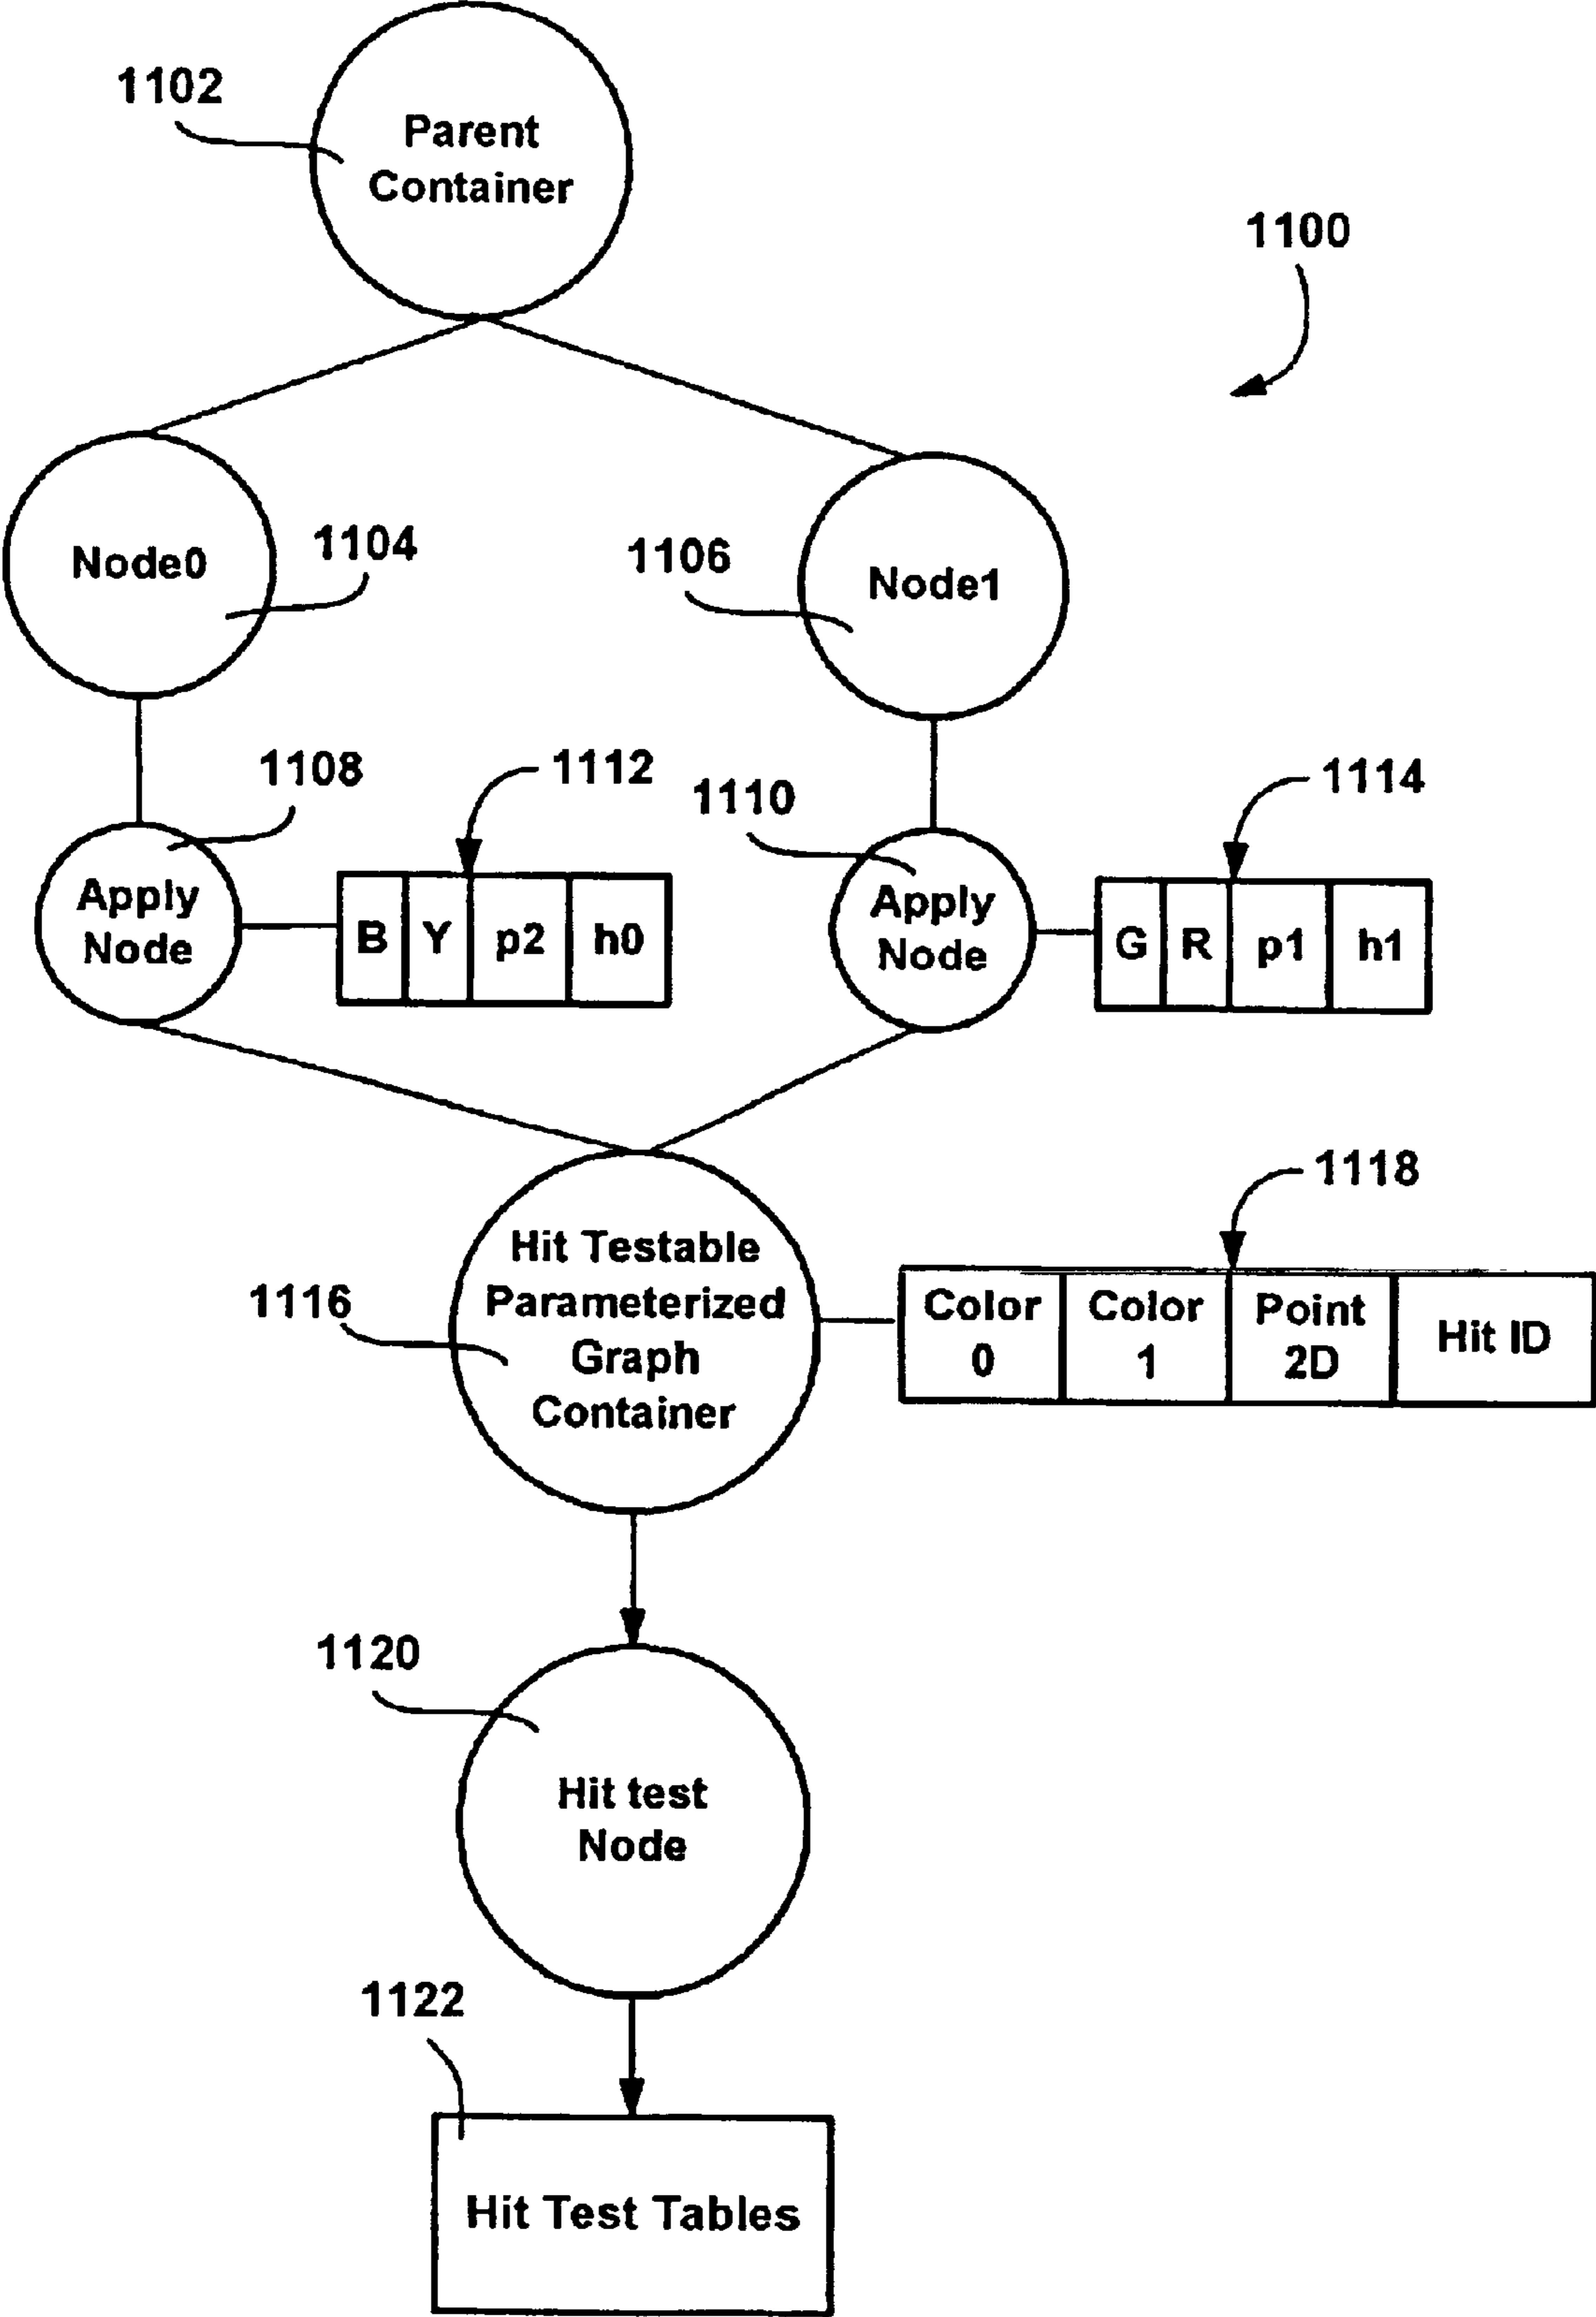 1102
Parent
Container
1100
Node0
1104
1106
Node1
1108
1112
1110
1114
Apply
Node
B Y p2 h0
Apply
Node
G R p1 h1
1118
Hit Testable
Parameterized
Graph
Container
1116
Color
0
Color
1
Point
2D
Hit ID
1120
Hit test
Node
1122
Hit Test Tables